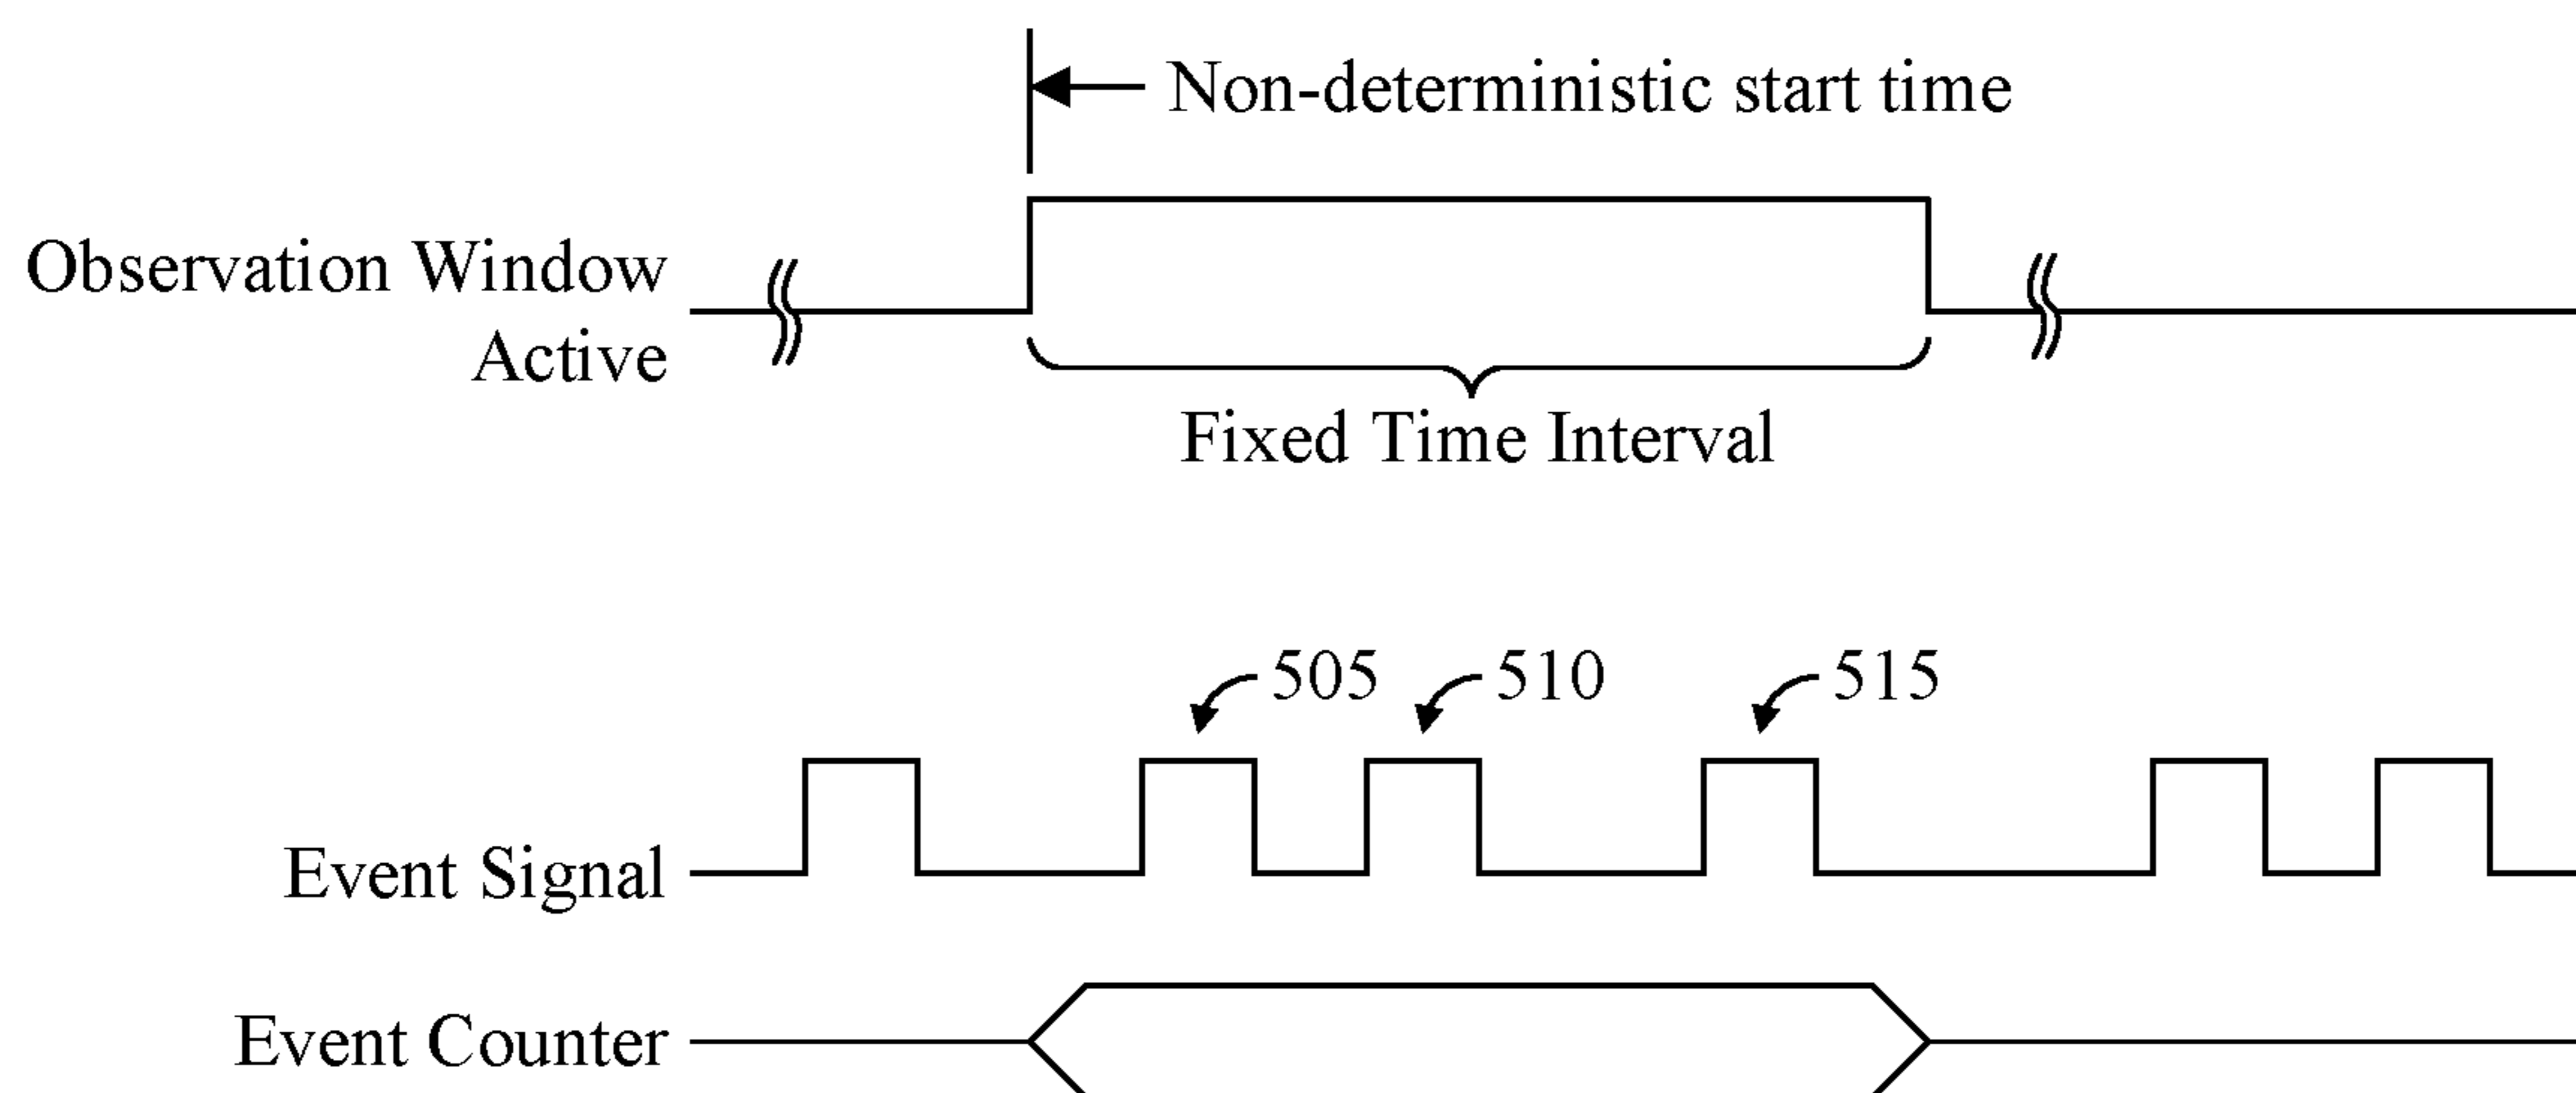 Non-deterministic start time
Observation Window
Active
Fixed Time Interval
505
510
515
Event Signal
Event Counter